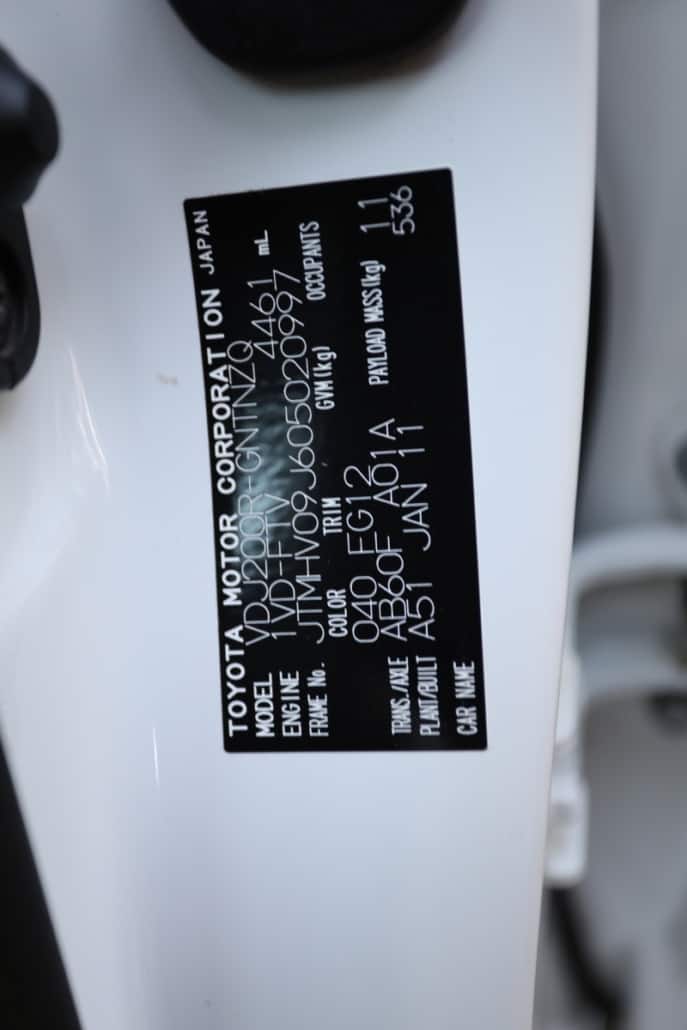 TOYOTA MOTOR CORPORATION JAPAN
MODEL VDJ200R-GNTNZQ
ENGINE 1VD-FTV 4461 mL
FRAME No. JTMHV09J605020997
COLOR TRIM GVM(kg) OCCUPANTS
040 FG12
TRANS./AXLE AB60F A01A PAYLOAD MASS(kg) 11
PLANT/BUILT A51 JAN 11 536
CAR NAME